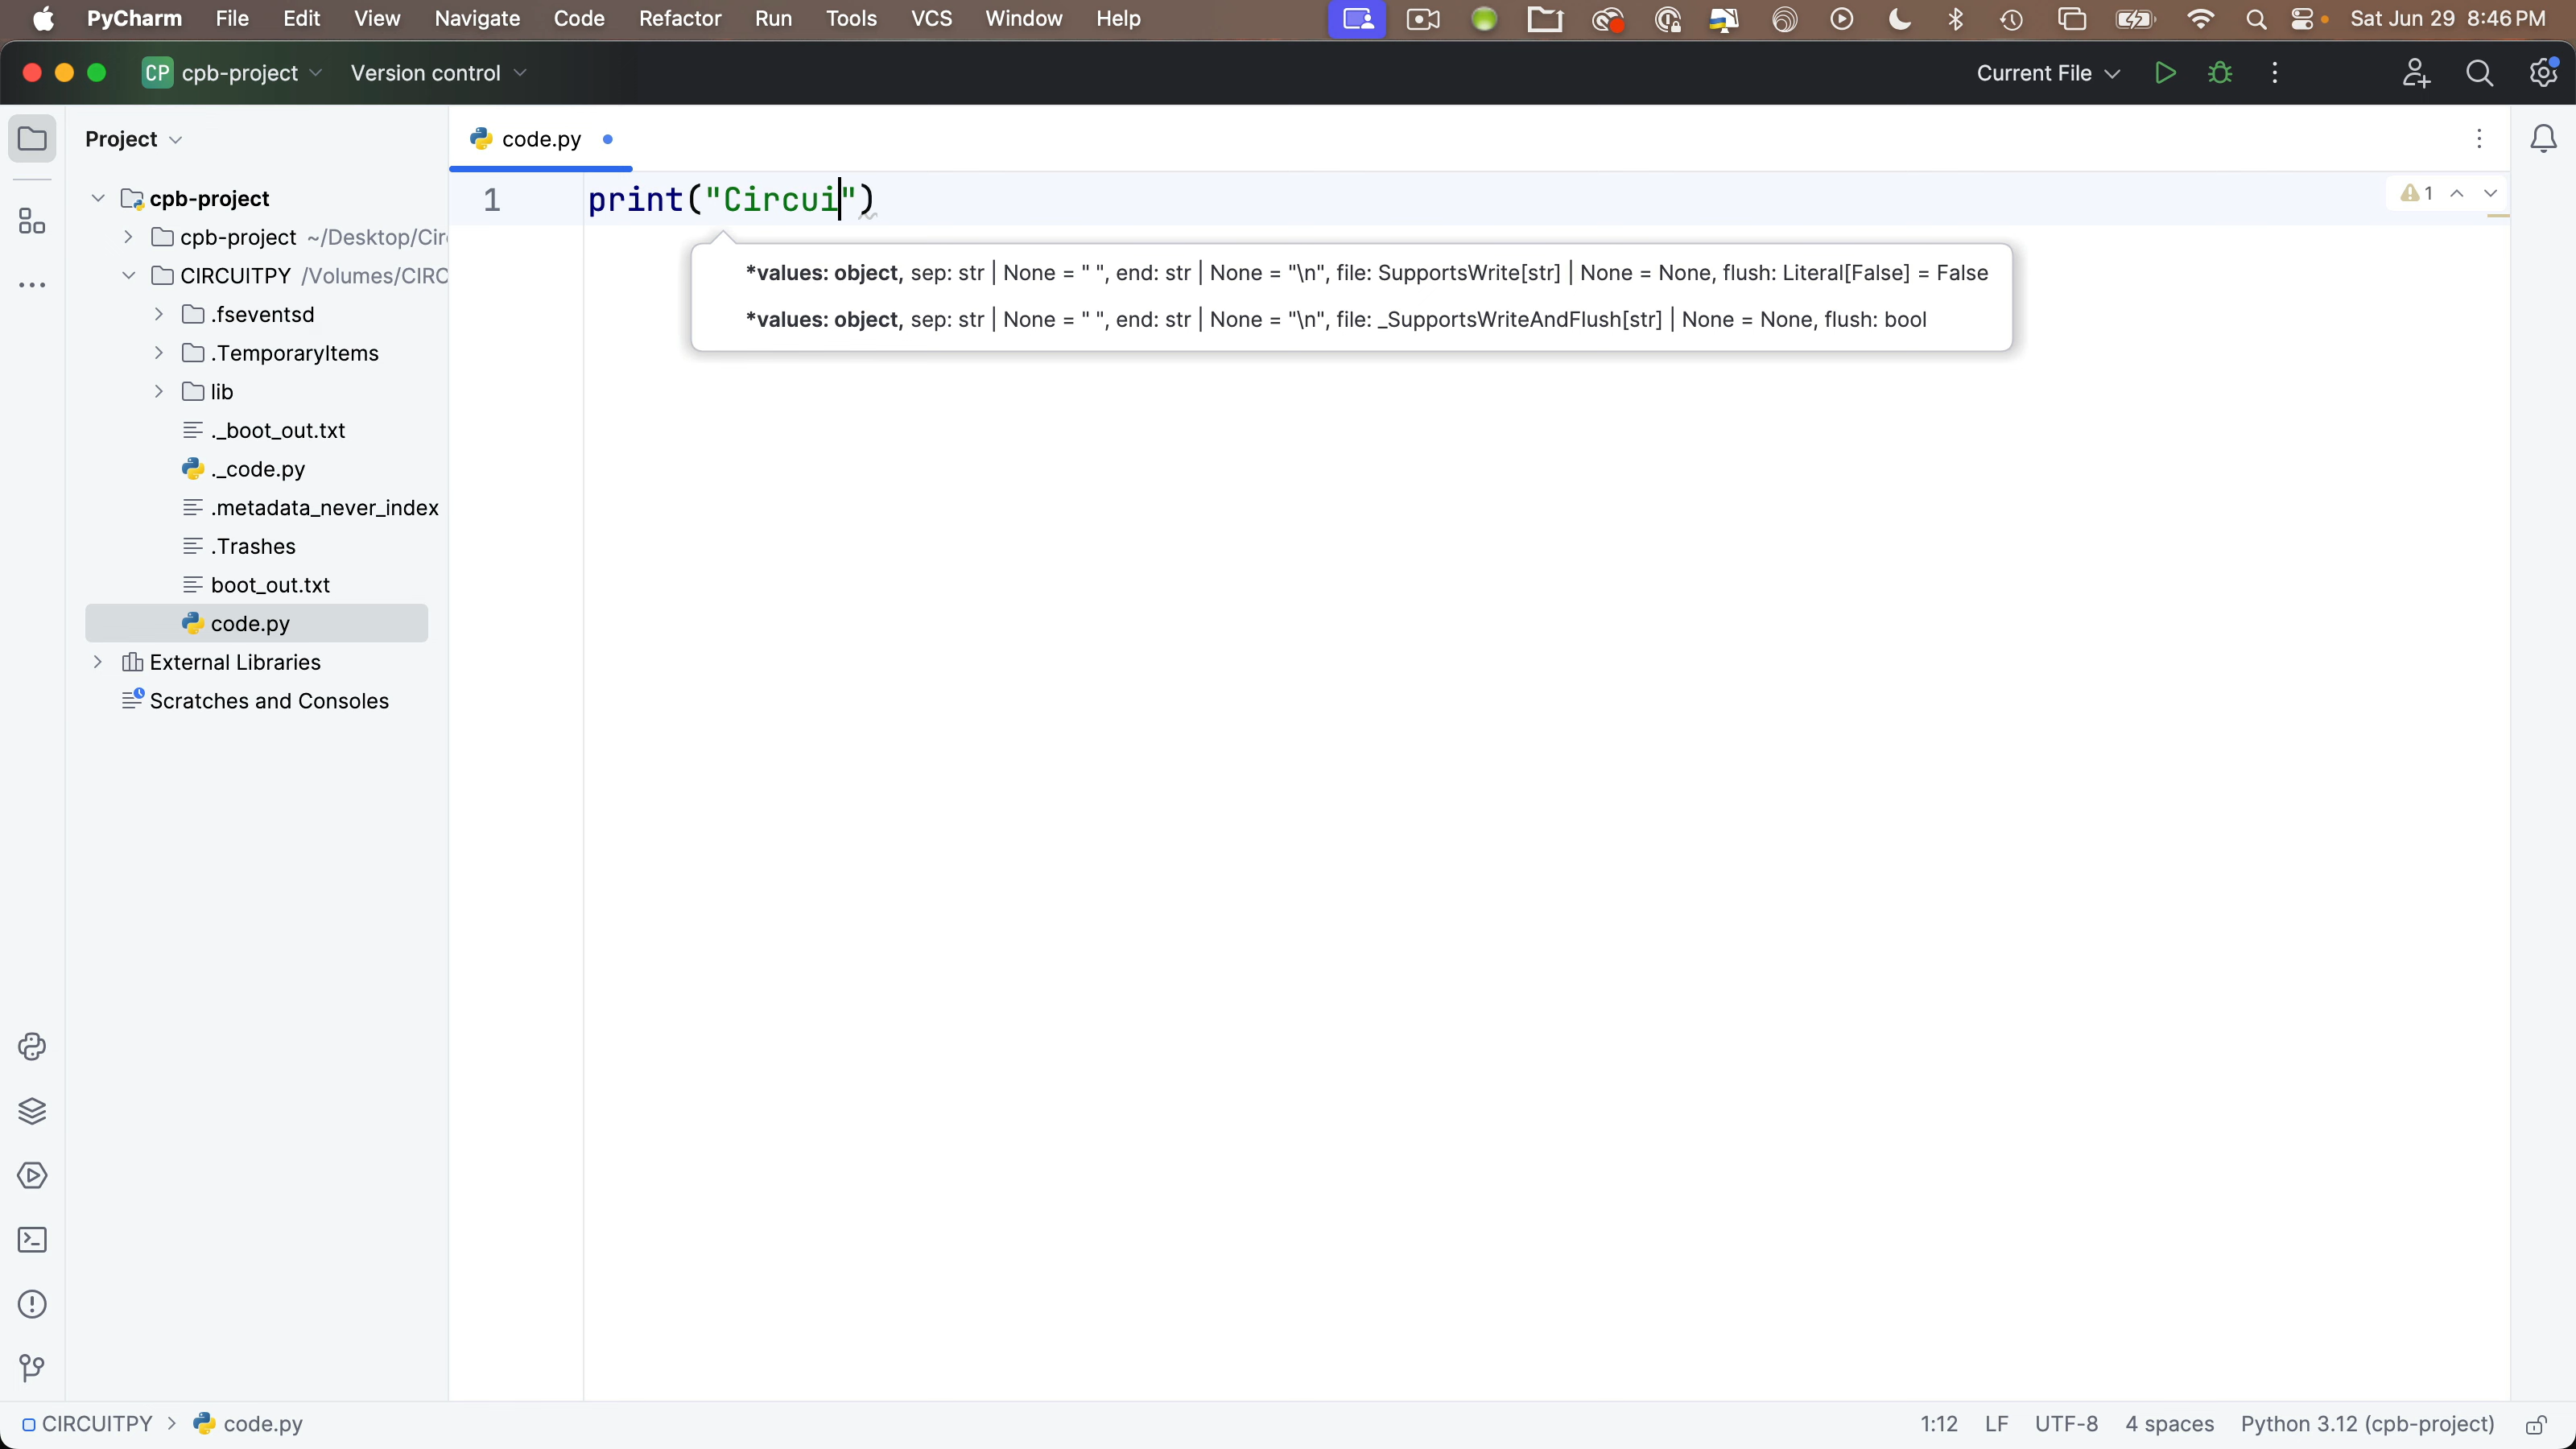 PyCharm File Edit View Navigate Code Refactor Run Tools VCS Window Help Sat Jun 29 8:46 PM
CP cpb-project Version control Current File
Project
code.py
cpb-project
cpb-project ~/Desktop/Cir
CIRCUITPY /Volumes/CIRC
.fseventsd
.TemporaryItems
lib
._boot_out.txt
._code.py
.metadata_never_index
.Trashes
boot_out.txt
code.py
External Libraries
Scratches and Consoles
1 print("Circui") 1
*values: object, sep: str | None = " ", end: str | None = "\n", file: SupportsWrite[str] | None = None, flush: Literal[False] = False
*values: object, sep: str | None = " ", end: str | None = "\n", file: _SupportsWriteAndFlush[str] | None = None, flush: bool
CIRCUITPY > code.py 1:12 LF UTF-8 4 spaces Python 3.12 (cpb-project)